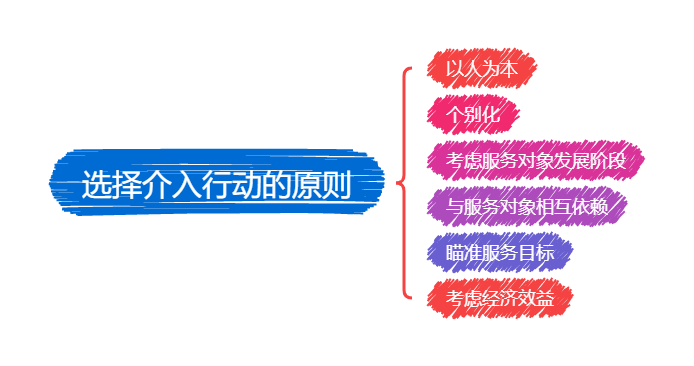 选择介入行动的原则
以人为本
个别化
考虑服务对象发展阶段
与服务对象相互依赖
瞄准服务目标
考虑经济效益